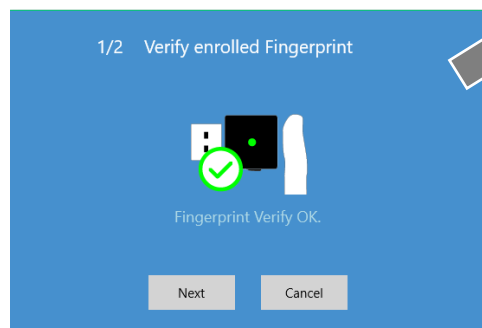 1/2 Verify enrolled Fingerprint
Fingerprint Verify OK.
Next Cancel